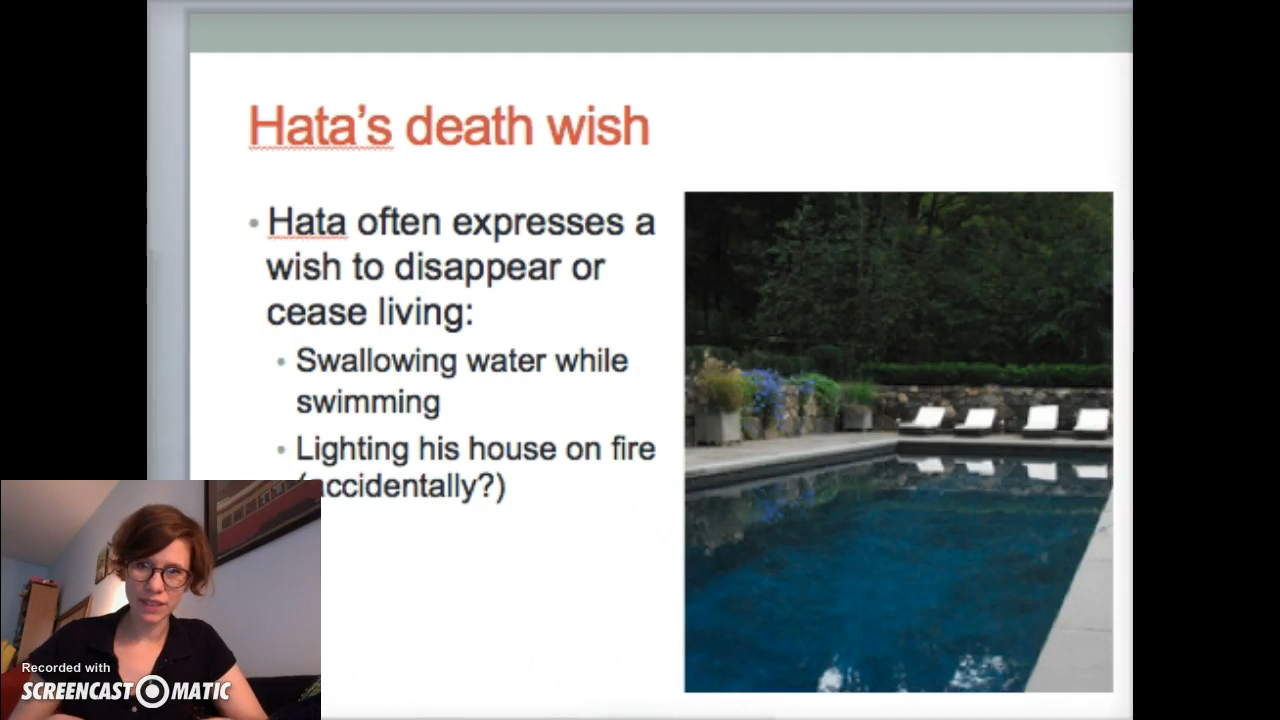 Hata's death wish
• Hata often expresses a
wish to disappear or
cease living:
• Swallowing water while
swimming
• Lighting his house on fire
(accidentally?)
Recorded with
SCREENCAST MATIC